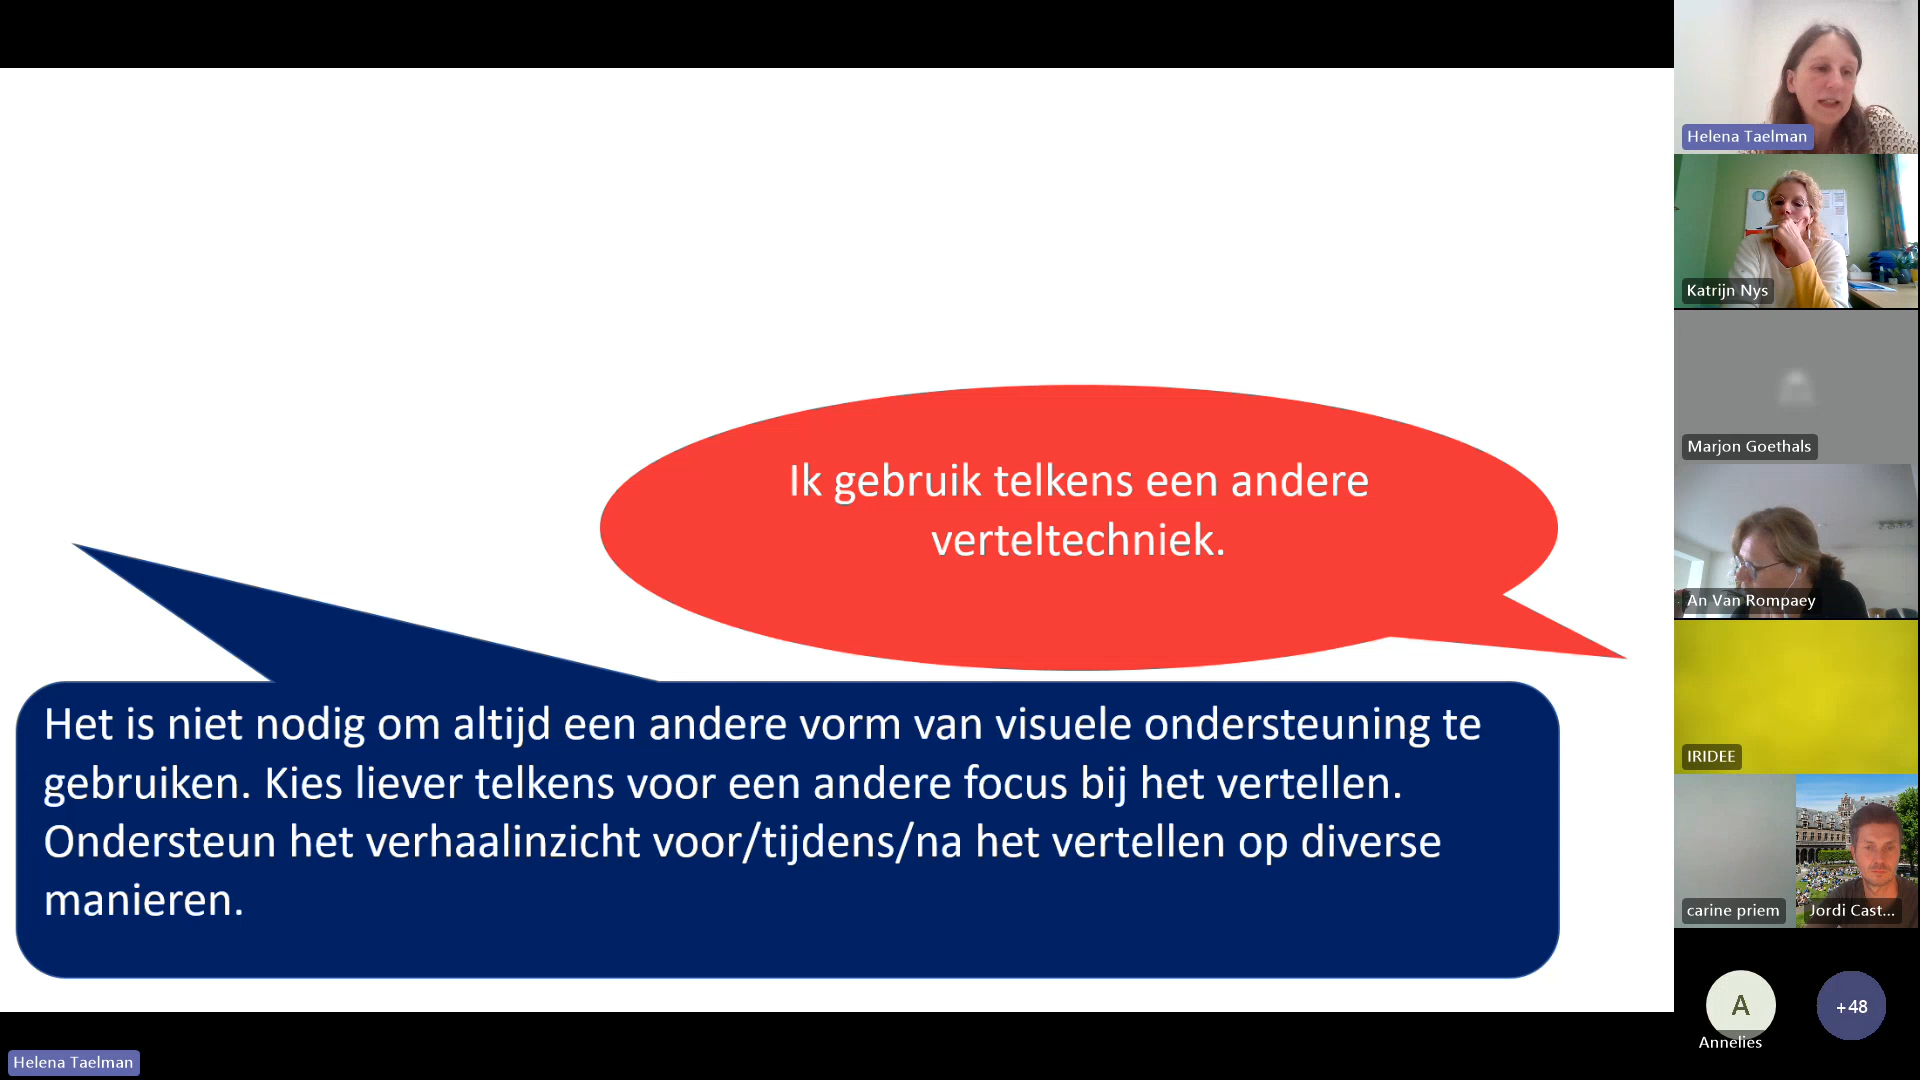 Ik gebruik telkens een andere
verteltechniek.
Het is niet nodig om altijd een andere vorm van visuele ondersteuning te
gebruiken. Kies liever telkens voor een andere focus bij het vertellen.
Ondersteun het verhaalinzicht voor/tijdens/na het vertellen op diverse
manieren.
Helena Taelman
Helena Taelman
Katrijn Nys
Marjon Goethals
An Van Rompaey
IRIDEE
carine priem
Jordi Cast...
A
Annelies
+48